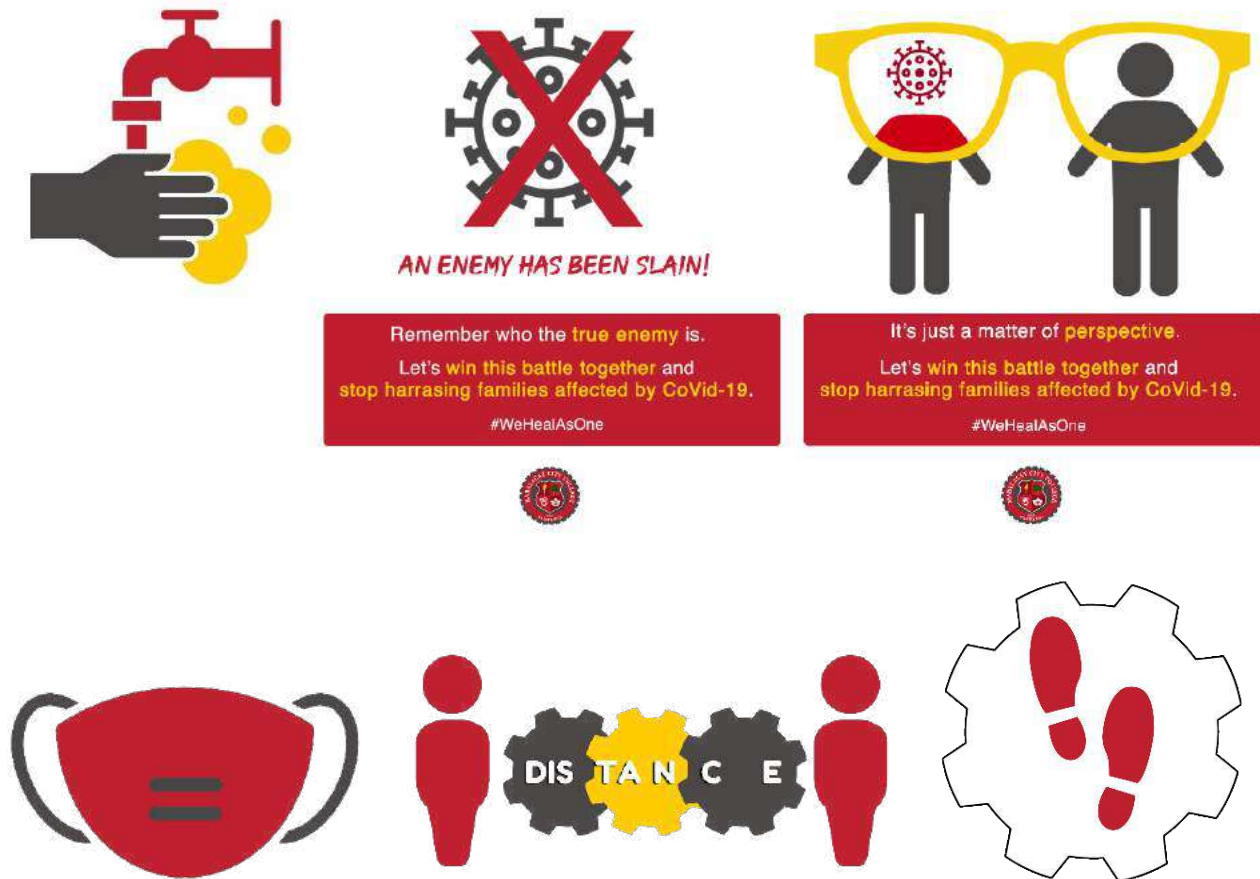 AN ENEMY HAS BEEN SLAIN!
Remember who the true enemy is.
Let's win this battle together and
stop harrasing families affected by CoVid-19.
#WeHealAsOne
It's just a matter of perspective.
Let's win this battle together and
stop harrasing families affected by CoVid-19.
#WeHealAsOne
DIS TA N C E